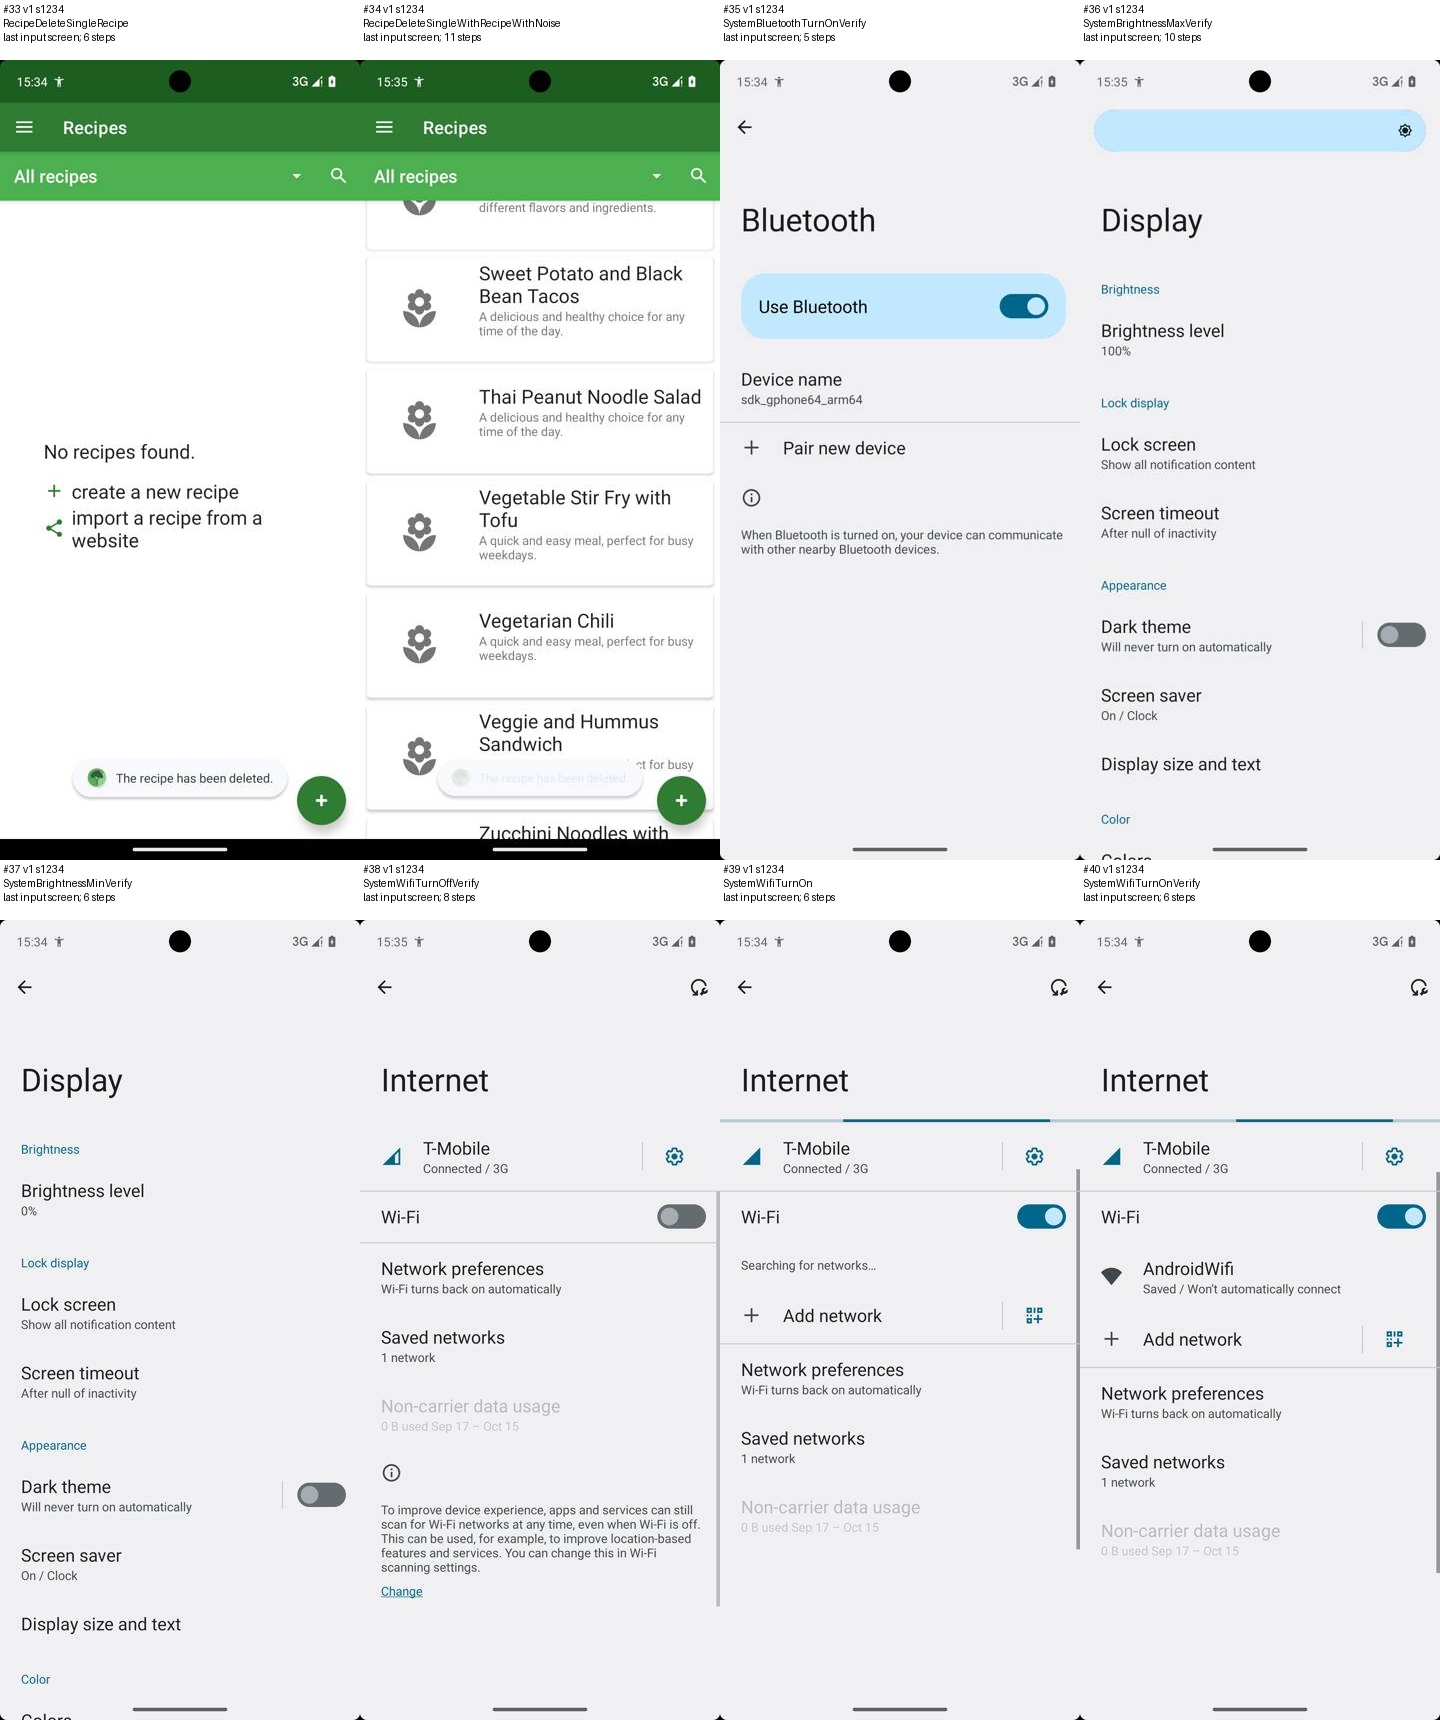 #33 v1 s1234
RecipeDeleteSingleRecipe
last input screen; 6 steps
15:34
3G
Recipes
All recipes
No recipes found.
create a new recipe
import a recipe from a
website
The recipe has been deleted.
#34 v1 s1234
RecipeDeleteSingleWithRecipeWithNoise
last input screen; 11 steps
15:35
3G
Recipes
All recipes
different flavors and ingredients.
Sweet Potato and Black
Bean Tacos
A delicious and healthy choice for any
time of the day.
Thai Peanut Noodle Salad
A delicious and healthy choice for any
time of the day.
Vegetable Stir Fry with
Tofu
A quick and easy meal, perfect for busy
weekdays.
Vegetarian Chili
A quick and easy meal, perfect for busy
weekdays.
Veggie and Hummus
Sandwich
for busy
The recipe has been deleted.
Zucchini Noodles with
#35 v1 s1234
SystemBluetoothTurnOnVerify
last input screen; 5 steps
15:34
3G
Bluetooth
Use Bluetooth
Device name
sdk_gphone64_arm64
Pair new device
When Bluetooth is turned on, your device can communicate
with other nearby Bluetooth devices.
#36 v1 s1234
SystemBrightnessMaxVerify
last input screen; 10 steps
15:35
3G
Display
Brightness
Brightness level
100%
Lock display
Lock screen
Show all notification content
Screen timeout
After null of inactivity
Appearance
Dark theme
Will never turn on automatically
Screen saver
On / Clock
Display size and text
Color
Colors
#37 v1 s1234
SystemBrightnessMinVerify
last input screen; 6 steps
15:34
3G
Display
Brightness
Brightness level
0%
Lock display
Lock screen
Show all notification content
Screen timeout
After null of inactivity
Appearance
Dark theme
Will never turn on automatically
Screen saver
On / Clock
Display size and text
Color
Colors
#38 v1 s1234
SystemWifiTurnOffVerify
last input screen; 8 steps
15:35
3G
Internet
T-Mobile
Connected / 3G
Wi-Fi
Network preferences
Wi-Fi turns back on automatically
Saved networks
1 network
Non-carrier data usage
0 B used Sep 17 – Oct 15
To improve device experience, apps and services can still
scan for Wi-Fi networks at any time, even when Wi-Fi is off.
This can be used, for example, to improve location-based
features and services. You can change this in Wi-Fi
scanning settings.
Change
#39 v1 s1234
SystemWifiTurnOn
last input screen; 6 steps
15:34
3G
Internet
T-Mobile
Connected / 3G
Wi-Fi
Searching for networks…
Add network
Network preferences
Wi-Fi turns back on automatically
Saved networks
1 network
Non-carrier data usage
0 B used Sep 17 – Oct 15
#40 v1 s1234
SystemWifiTurnOnVerify
last input screen; 6 steps
15:34
3G
Internet
T-Mobile
Connected / 3G
Wi-Fi
AndroidWifi
Saved / Won't automatically connect
Add network
Network preferences
Wi-Fi turns back on automatically
Saved networks
1 network
Non-carrier data usage
0 B used Sep 17 – Oct 15